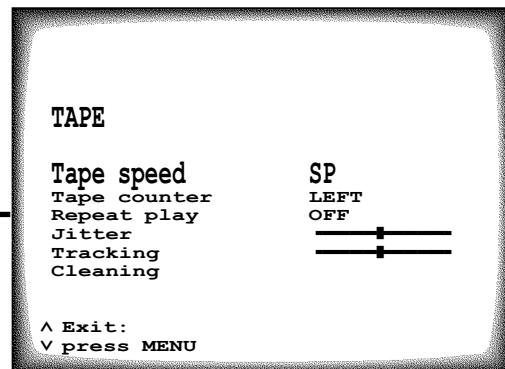 TAPE
Tape speed SP
Tape counter LEFT
Repeat play OFF
Jitter
Tracking
Cleaning
∧ Exit:
∨ press MENU